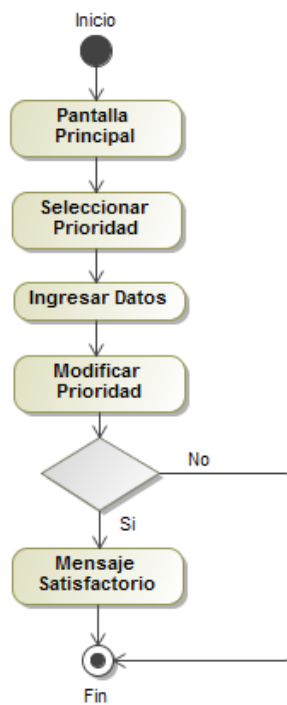 Inicio
Pantalla
Principal
Seleccionar
Prioridad
Ingresar Datos
Modificar
Prioridad
No
Si
Mensaje
Satisfactorio
Fin